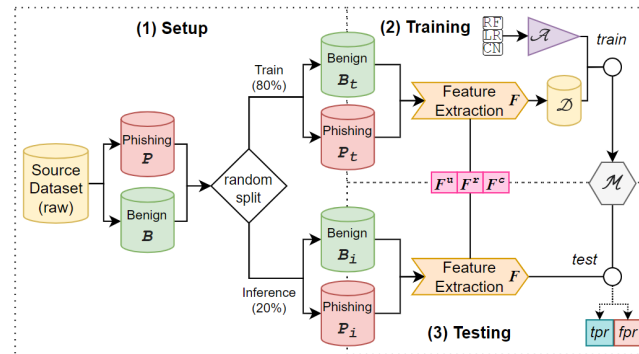 (1) Setup
(2) Training
RF
LR
CN
𝒜
train
Benign
B_t
Train
(80%)
Feature
Extraction F
𝒟
Phishing
P
Phishing
P_t
Source
Dataset
(raw)
random
split
F^u F^r F^c
ℳ
Benign
B
Benign
B_i
Feature
Extraction F
test
Inference
(20%)
Phishing
P_i
(3) Testing
tpr fpr